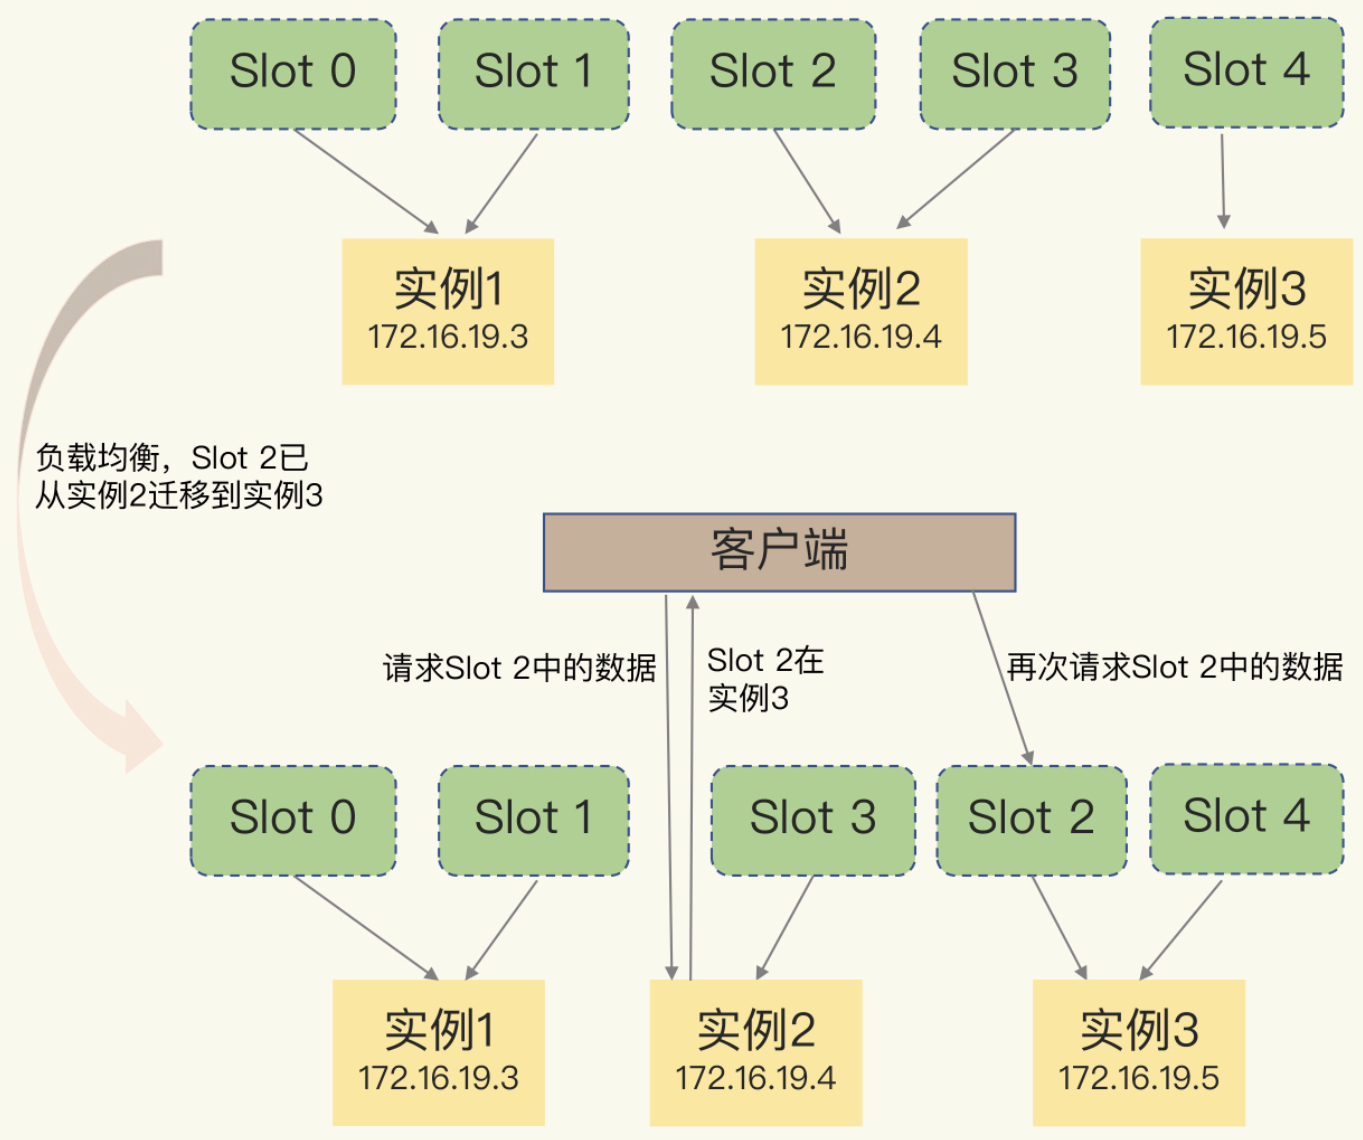 Slot 0
Slot 1
Slot 2
Slot 3
Slot 4
实例1
172.16.19.3
实例2
172.16.19.4
实例3
172.16.19.5
负载均衡，Slot 2已
从实例2迁移到实例3
客户端
请求Slot 2中的数据
Slot 2在
实例3
再次请求Slot 2中的数据
Slot 0
Slot 1
Slot 3
Slot 2
Slot 4
实例1
172.16.19.3
实例2
172.16.19.4
实例3
172.16.19.5